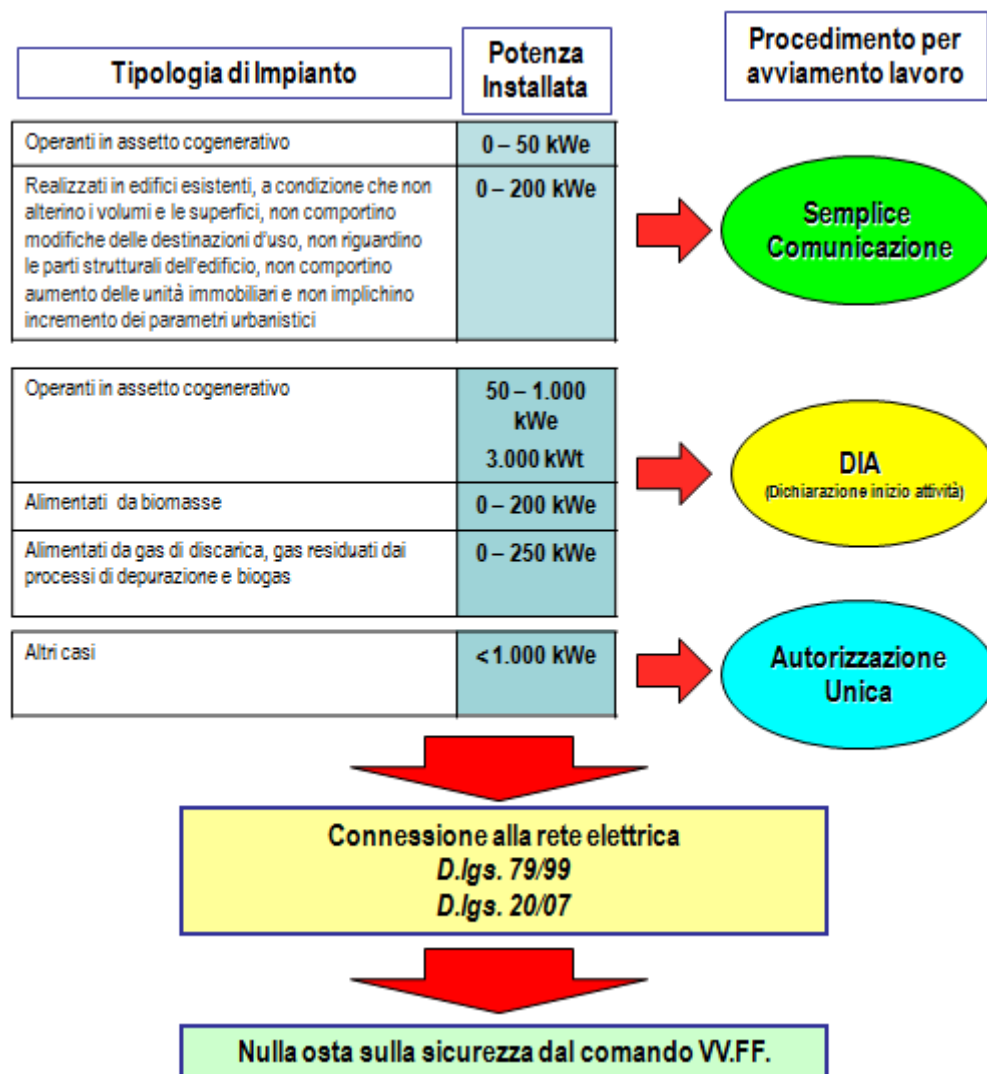 Tipologia di Impianto
Potenza
Installata
Procedimento per
avviamento lavoro
Operanti in assetto cogenerativo
0 – 50 kWe
Realizzati in edifici esistenti, a condizione che non
alterino i volumi e le superfici, non comportino
modifiche delle destinazioni d'uso, non riguardino
le parti strutturali dell'edificio, non comportino
aumento delle unità immobiliari e non implichino
incremento dei parametri urbanistici
0 – 200 kWe
Semplice
Comunicazione
Operanti in assetto cogenerativo
50 – 1.000
kWe
3.000 kWt
Alimentati da biomasse
0 – 200 kWe
Alimentati da gas di discarica, gas residuati dai
processi di depurazione e biogas
0 – 250 kWe
DIA
(Dichiarazione inizio attività)
Altri casi
< 1.000 kWe
Autorizzazione
Unica
Connessione alla rete elettrica
D.lgs. 79/99
D.lgs. 20/07
Nulla osta sulla sicurezza dal comando VV.FF.